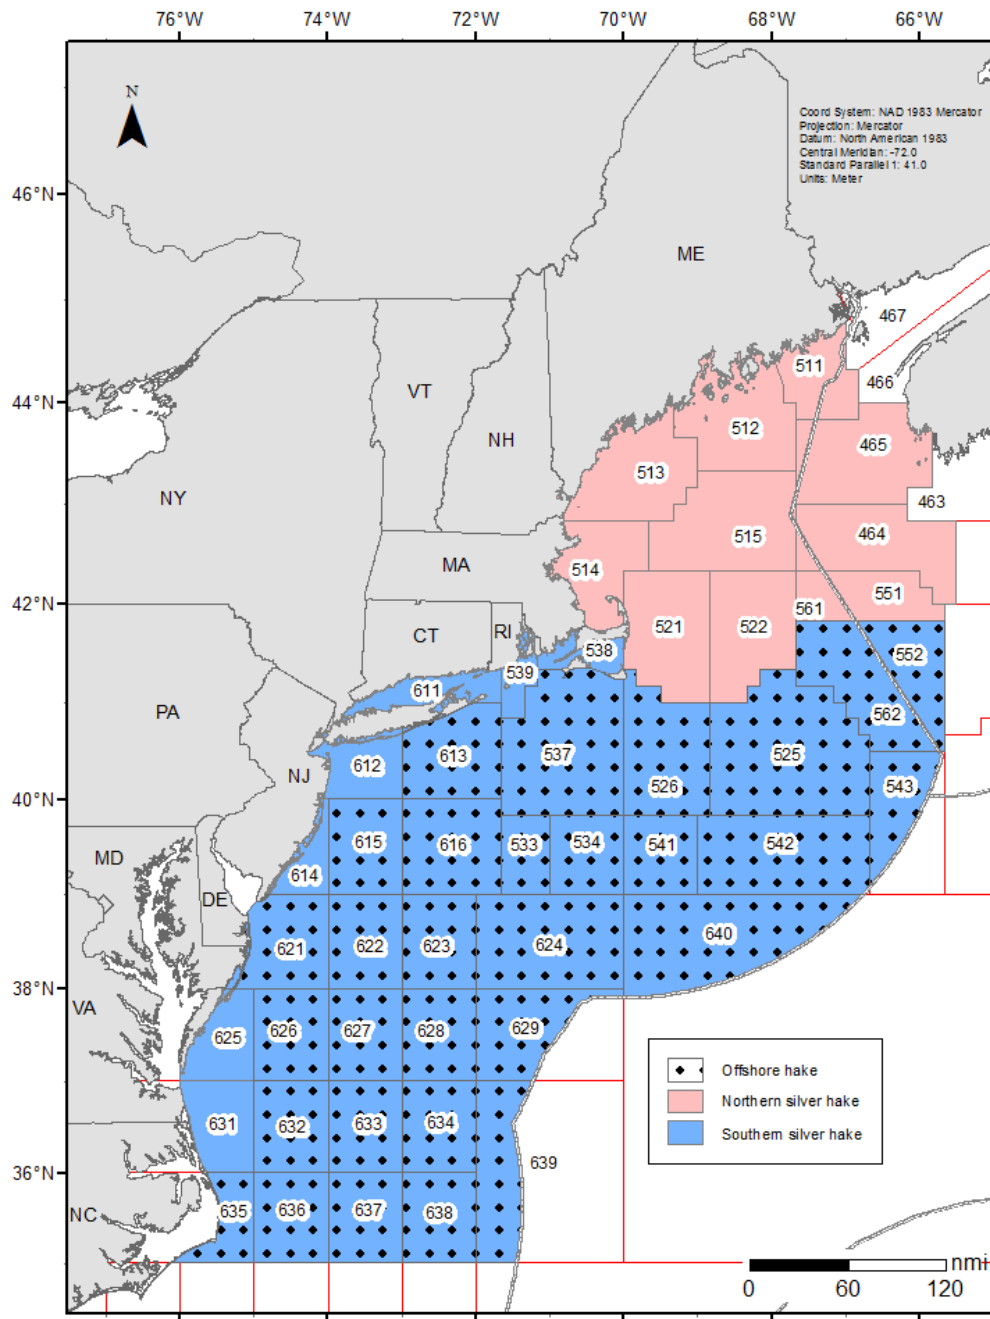 76°W 74°W 72°W 70°W 68°W 66°W
N
Coord System: NAD 1983 Mercator
Projection: Mercator
Datum: North American 1983
Central Meridian: -72.0
Standard Parallel 1: 41.0
Units: Meter
46°N
ME
467
511
466
VT
44°N
512
NH
465
513
NY
463
515
464
MA
514
551
42°N
561
CT
RI
521
522
538
552
539
611
PA
562
613
537
525
612
NJ
526
543
40°N
615
616
533
534
541
542
MD
614
DE
640
621
622
623
624
38°N
VA
626
627
628
629
625
Offshore hake
Northern silver hake
631
632
633
634
Southern silver hake
639
36°N
NC
635
636
637
638
nmi
0 60 120